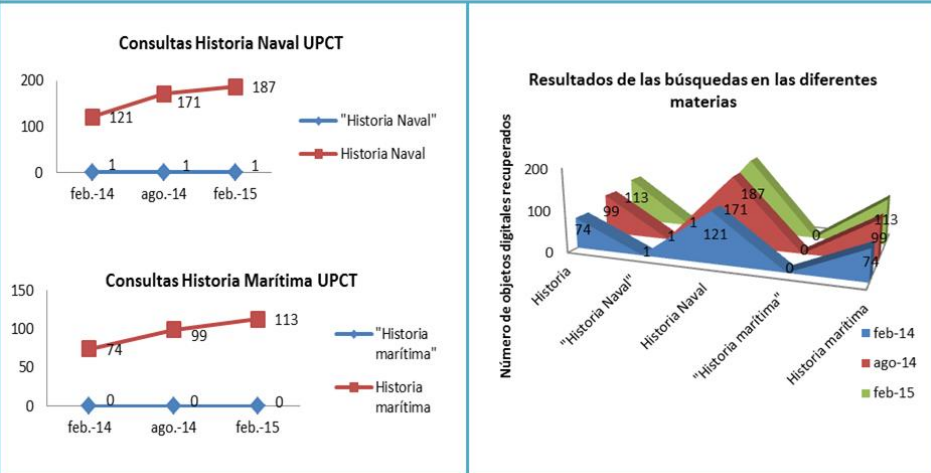 Consultas Historia Naval UPCT
200
100
0
121
171
187
1
1
1
feb.-14
ago.-14
feb.-15
"Historia Naval"
Historia Naval
Consultas Historia Marítima UPCT
150
100
50
0
74
99
113
0
0
0
feb.-14
ago.-14
feb.-15
"Historia
marítima"
Historia
marítima
Resultados de las búsquedas en las diferentes
materias
Número de objetos digitales recuperados
200
100
0
113
1
187
0
113
99
1
171
0
99
74
1
121
0
74
Historia
"Historia Naval"
Historia Naval
"Historia marítima"
Historia marítima
feb-14
ago-14
feb-15